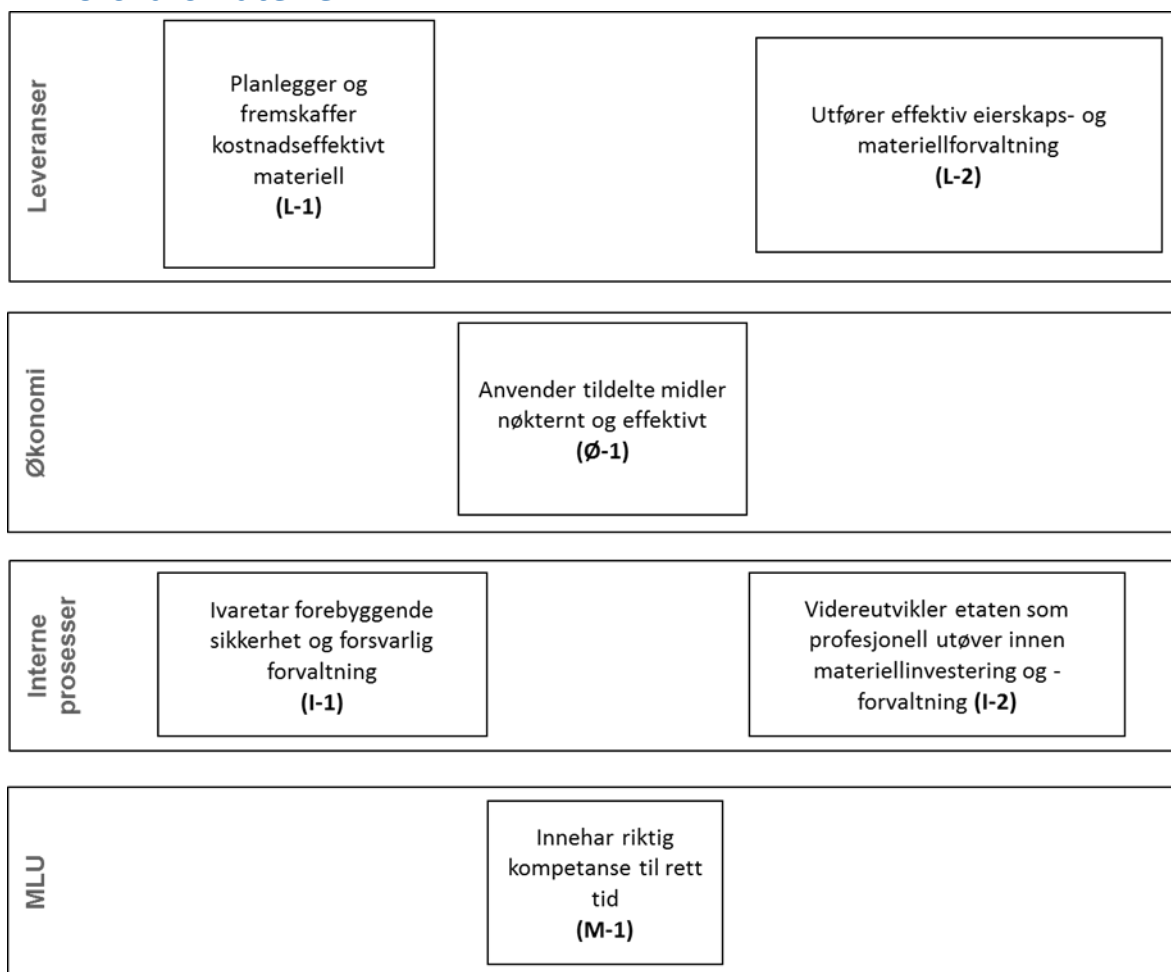 Leveranser
Planlegger og
fremskaffer
kostnadseffektivt
materiell
(L-1)
Utfører effektiv eierskaps- og
materiellforvaltning
(L-2)
Økonomi
Anvender tildelte midler
nøkternt og effektivt
(Ø-1)
Interne
prosesser
Ivaretar forebyggende
sikkerhet og forsvarlig
forvaltning
(I-1)
Videreutvikler etaten som
profesjonell utøver innen
materiellinvestering og -
forvaltning (I-2)
MLU
Innehar riktig
kompetanse til rett
tid
(M-1)